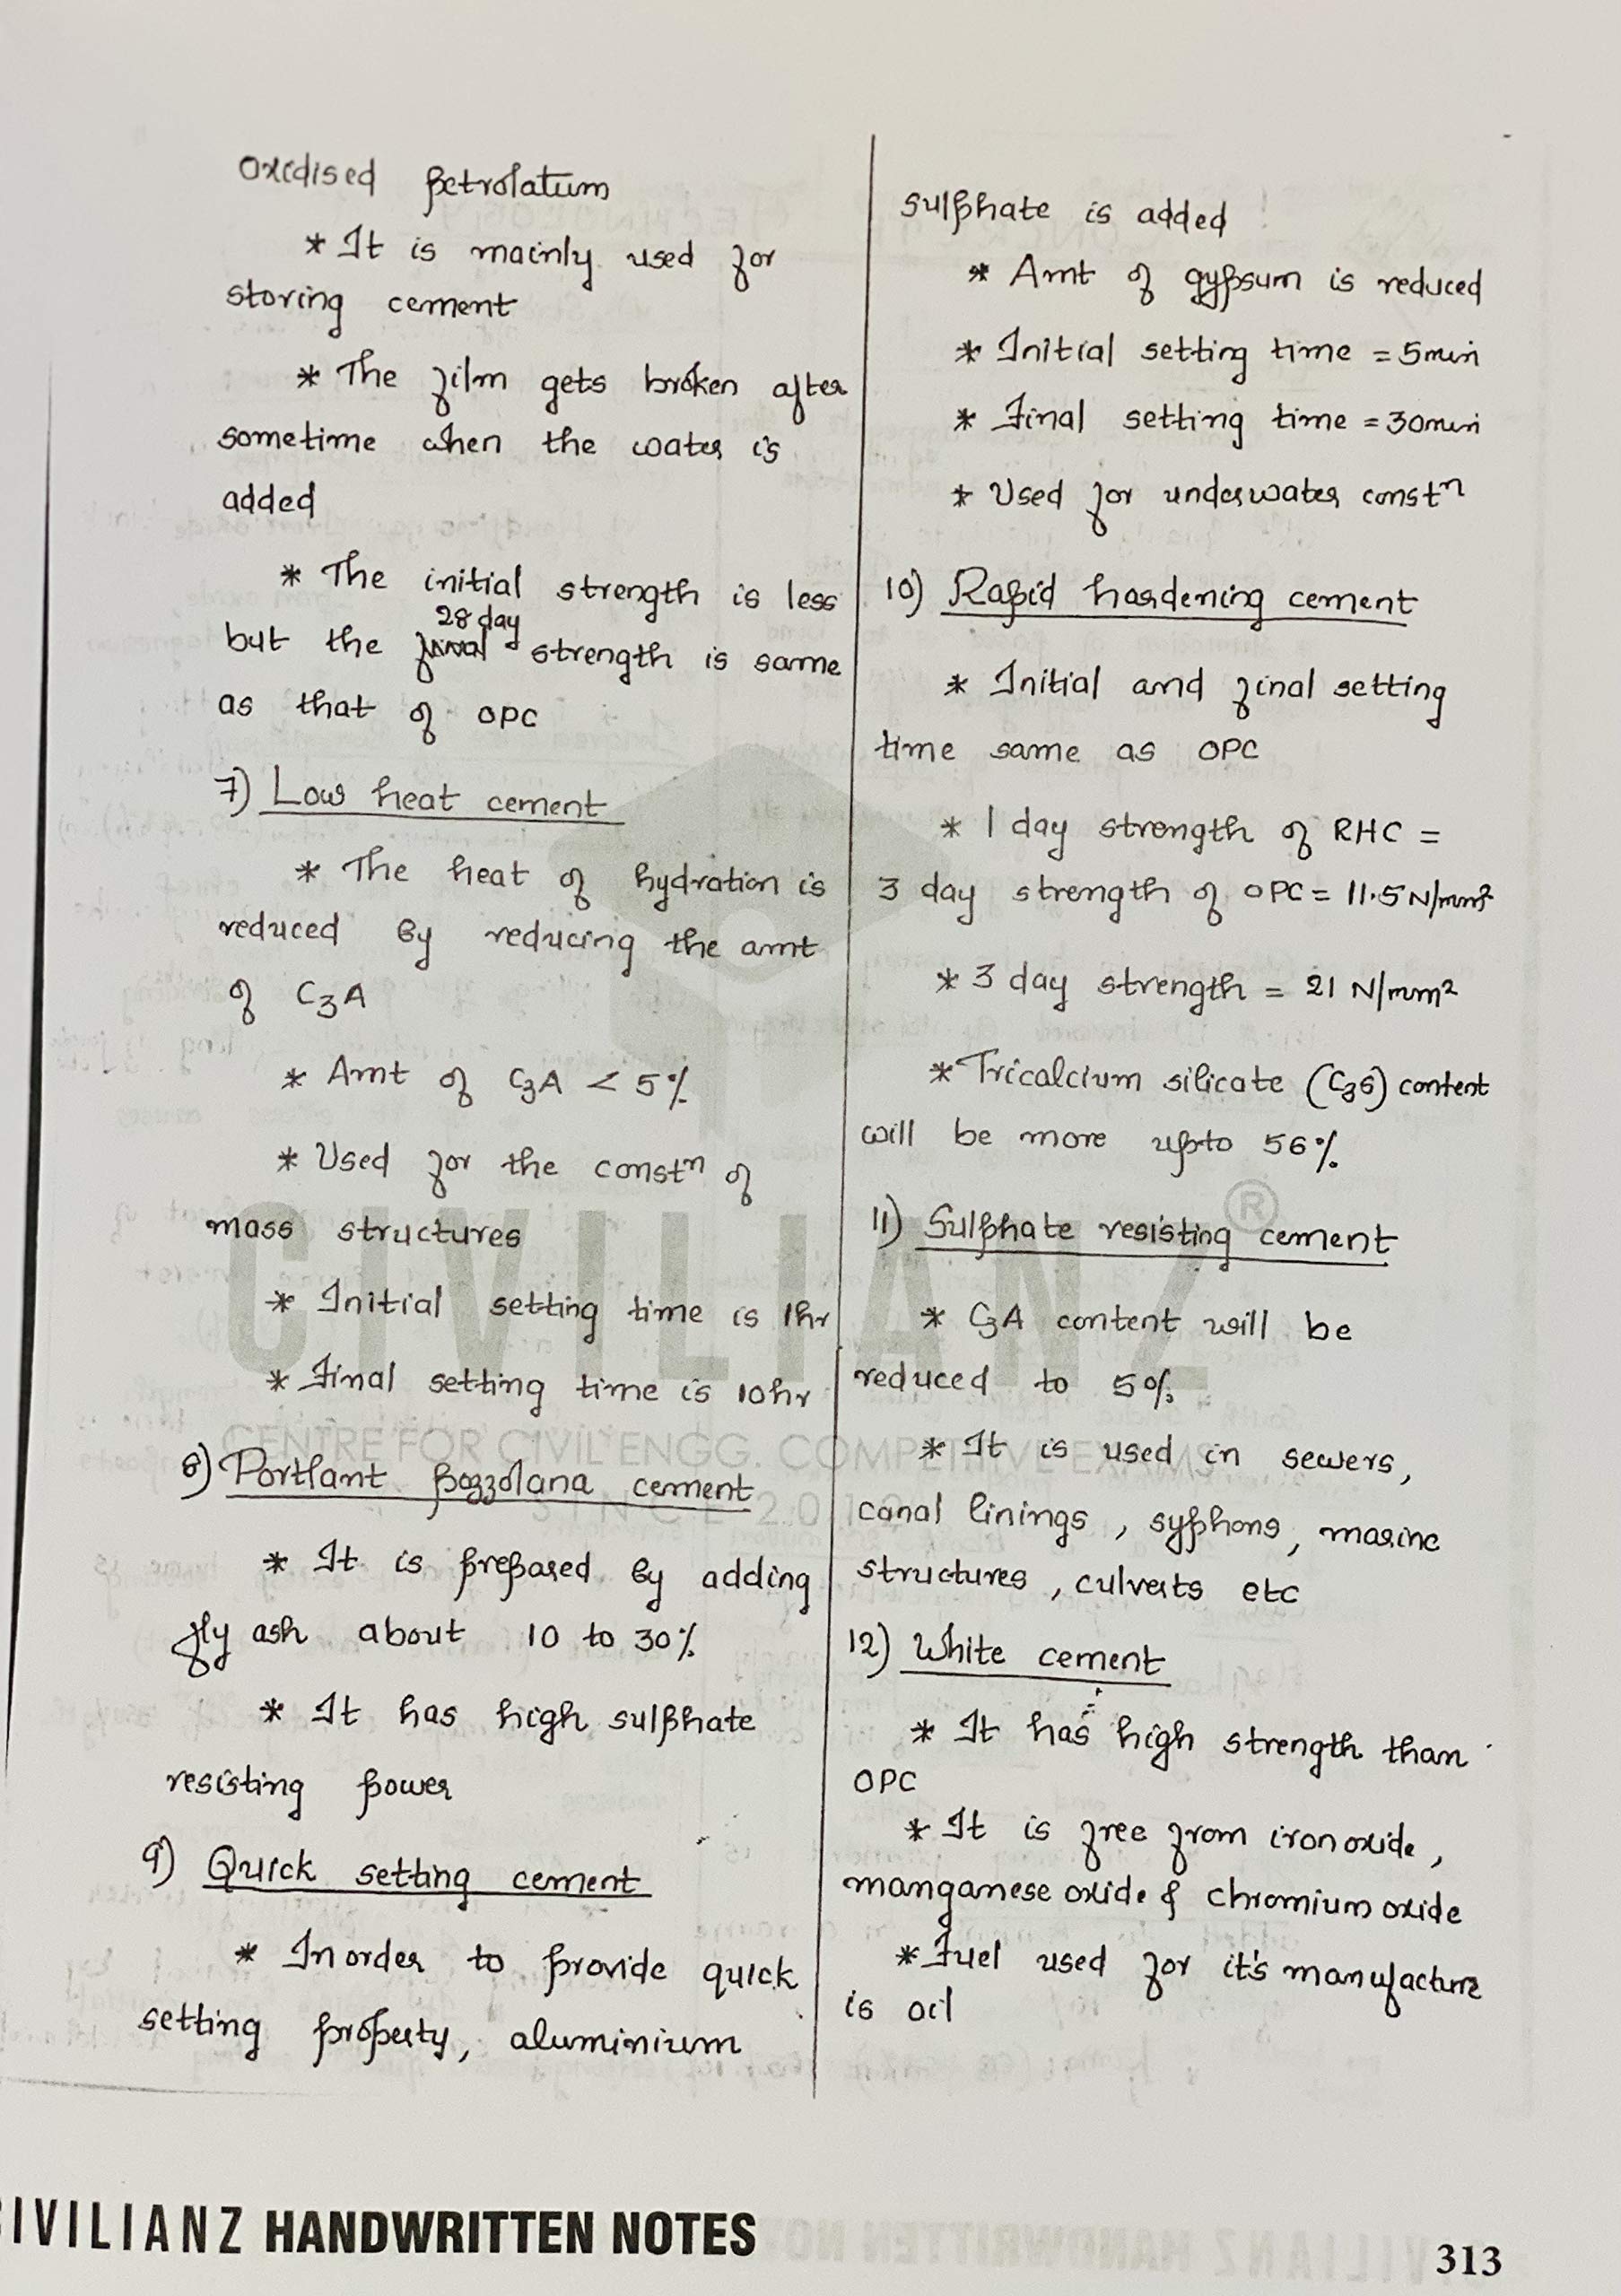 oxidised petrolatum
* It is mainly used for
storing cement
* The film gets broken after
sometime when the water is
added
* The initial strength is less
28 day
but the strength is same
as that of OPC
7) Low heat cement
* The heat of hydration is
reduced by reducing the amt
of C3A
* Amt of C3A < 5%
* Used for the constn of
mass structures
* Initial setting time is 1hr
* Final setting time is 10hr
8) Portlant pozzolana cement
* It is prepared by adding
fly ash about 10 to 30%
* It has high sulphate
resisting power
9) Quick setting cement
* In order to provide quick
setting property, aluminium
sulphate is added
* Amt of gypsum is reduced
* Initial setting time = 5min
* Final setting time = 30min
* Used for underwater constn
10) Rapid hardening cement
* Initial and final setting
time same as OPC
* 1 day strength of RHC =
3 day strength of OPC = 11.5 N/mm²
* 3 day strength = 21 N/mm²
* Tricalcium silicate (C3S) content
will be more upto 56%
11) Sulphate resisting cement
* C3A content will be
reduced to 5%
* It is used in sewers,
canal linings, syphons, marine
structures, culverts etc
12) White cement
* It has high strength than
OPC
* It is free from iron oxide,
manganese oxide & chromium oxide
* Fuel used for it's manufacture
is oil
CIVILIANZ ®
CENTRE FOR CIVIL ENGG. COMPETITIVE EXAMS
SINCE 2010
CIVILIANZ HANDWRITTEN NOTES
313